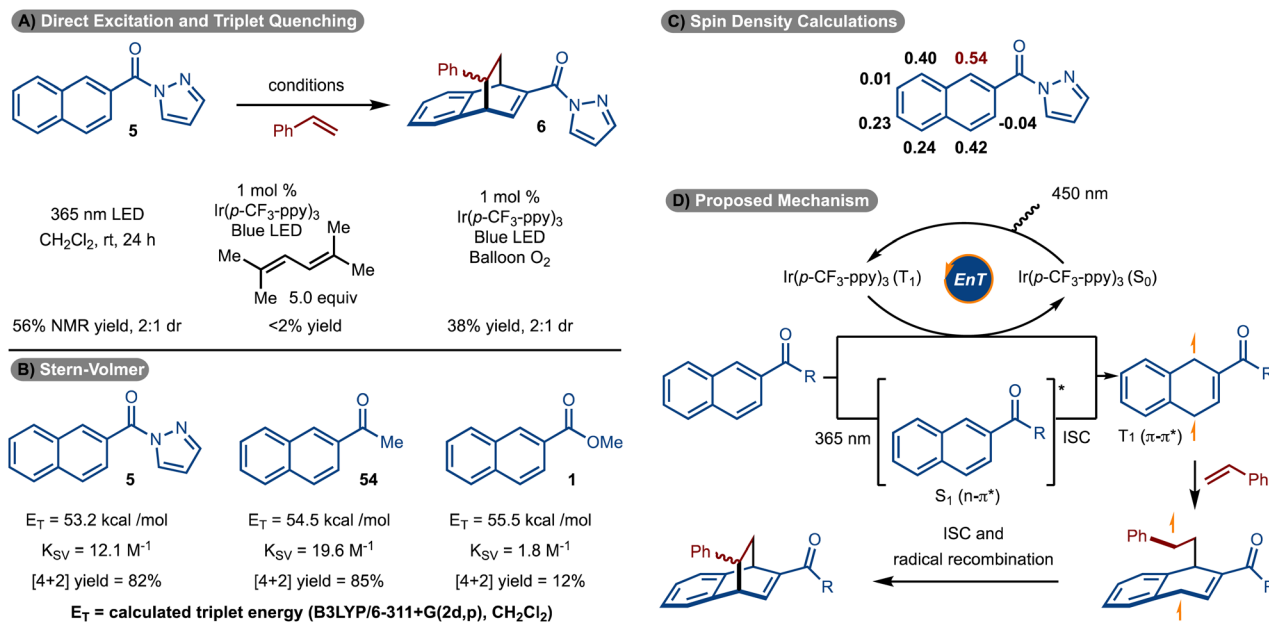 A) Direct Excitation and Triplet Quenching
O
N
N
5
conditions
Ph
Ph
O
N
N
6
365 nm LED
CH2Cl2, rt, 24 h
56% NMR yield, 2:1 dr
1 mol %
Ir(p-CF3-ppy)3
Blue LED
Me
Me
Me
Me
5.0 equiv
<2% yield
1 mol %
Ir(p-CF3-ppy)3
Blue LED
Balloon O2
38% yield, 2:1 dr
B) Stern-Volmer
O
N
N
5
ET = 53.2 kcal /mol
KSV = 12.1 M-1
[4+2] yield = 82%
O
Me
54
ET = 54.5 kcal /mol
KSV = 19.6 M-1
[4+2] yield = 85%
O
OMe
1
ET = 55.5 kcal /mol
KSV = 1.8 M-1
[4+2] yield = 12%
ET = calculated triplet energy (B3LYP/6-311+G(2d,p), CH2Cl2)
C) Spin Density Calculations
0.40
0.54
O
0.01
N
N
0.23
-0.04
0.24
0.42
D) Proposed Mechanism
450 nm
Ir(p-CF3-ppy)3 (T1)
EnT
Ir(p-CF3-ppy)3 (S0)
O
R
365 nm
O
R
*
S1 (n-π*)
ISC
O
R
T1 (π-π*)
Ph
Ph
O
R
ISC and
radical recombination
Ph
O
R